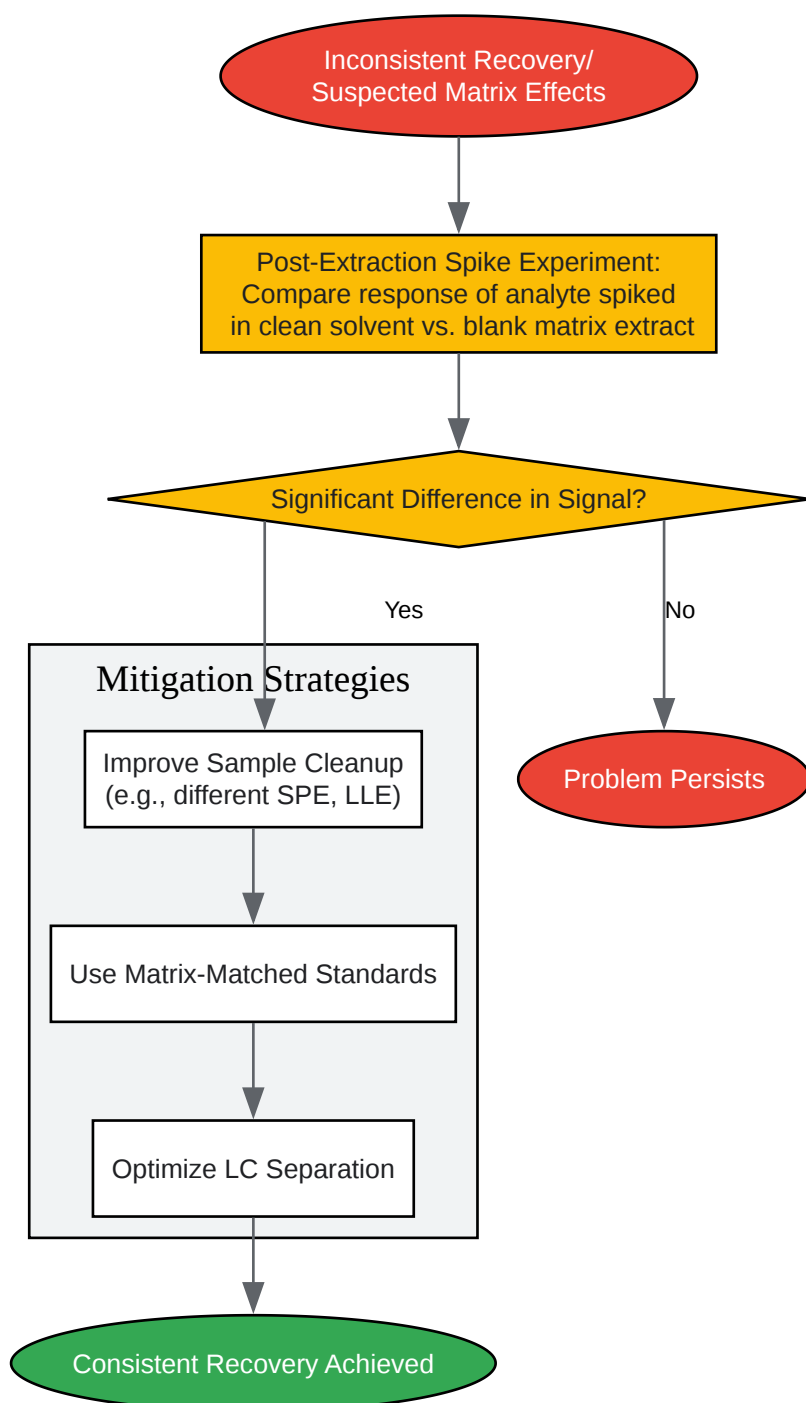 Inconsistent Recovery/
Suspected Matrix Effects
Post-Extraction Spike Experiment:
Compare response of analyte spiked
in clean solvent vs. blank matrix extract
Significant Difference in Signal?
Yes
No
Mitigation Strategies
Improve Sample Cleanup
(e.g., different SPE, LLE)
Problem Persists
Use Matrix-Matched Standards
Optimize LC Separation
Consistent Recovery Achieved